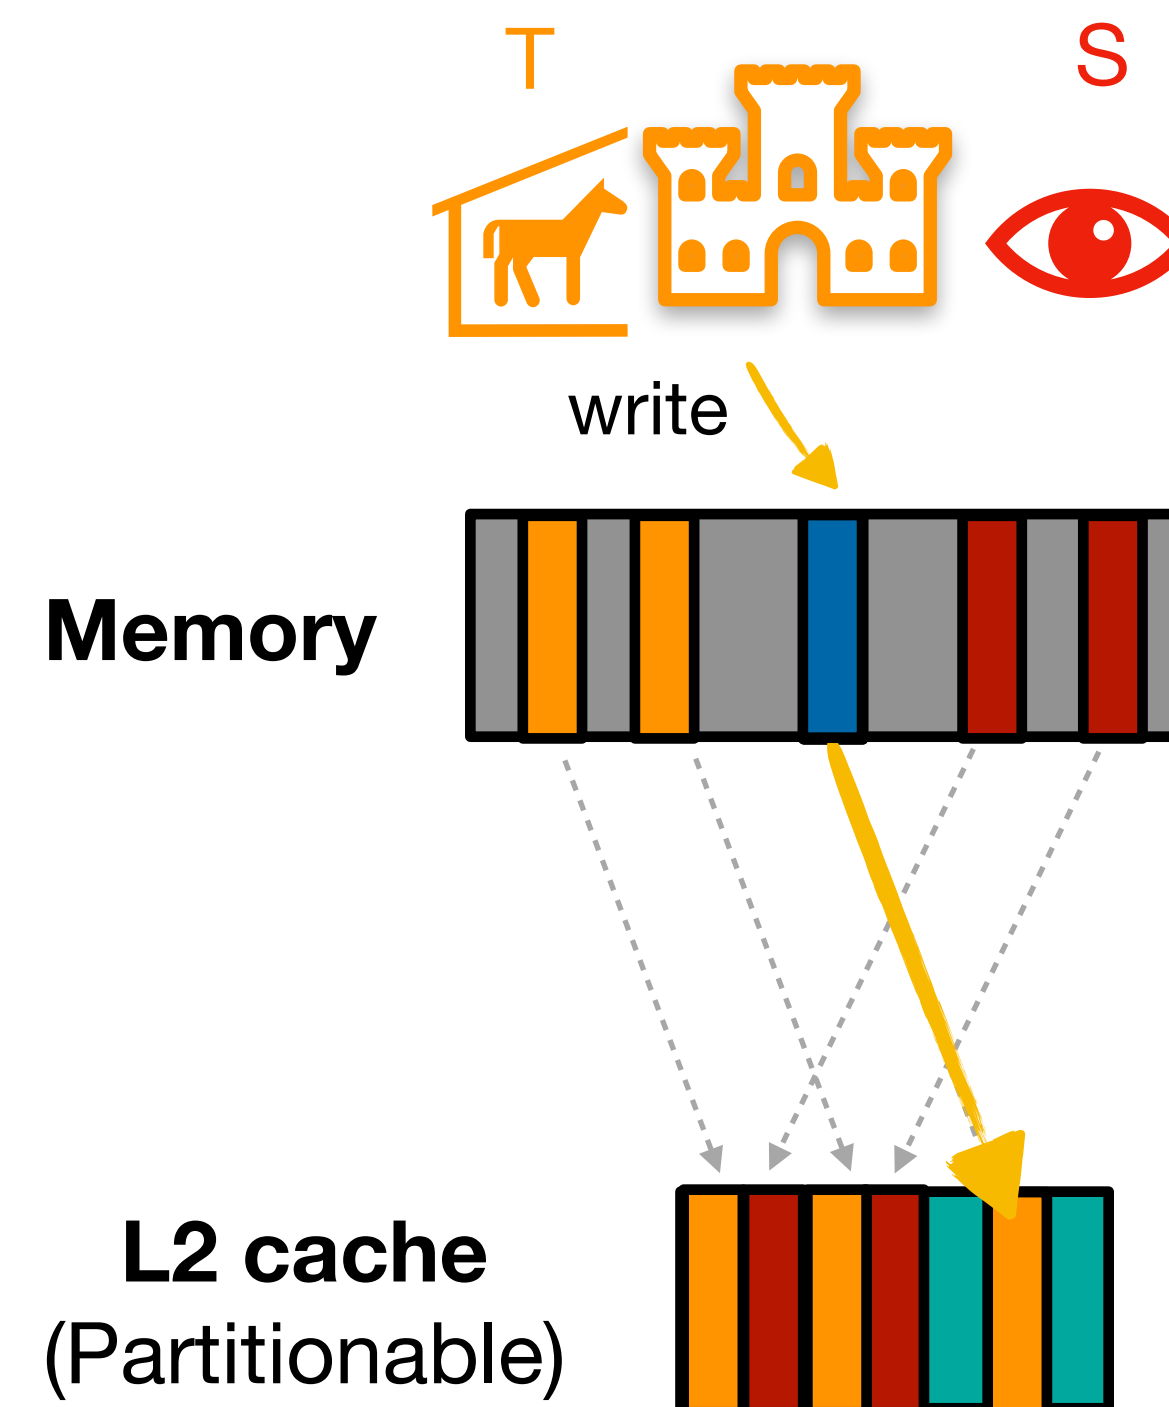 T
S
write
Memory
L2 cache
(Partitionable)